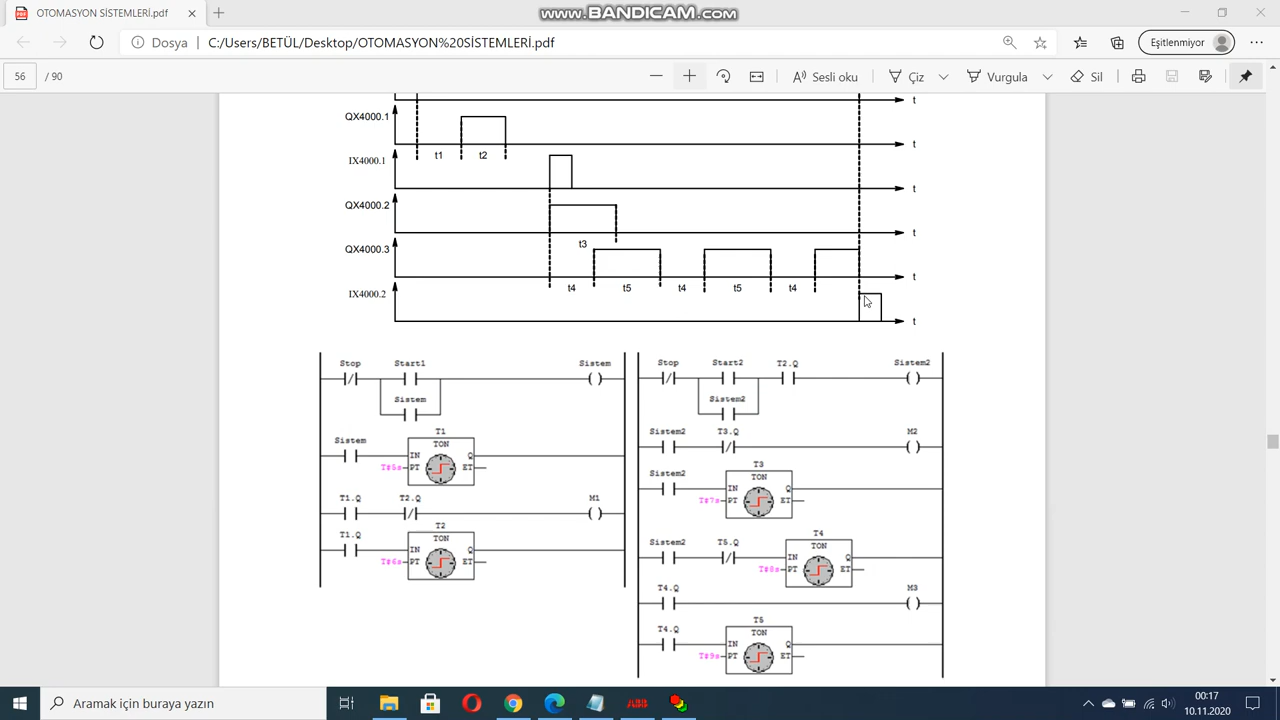 OTOMASYON SİSTEMLERİ.pdf
www.BANDICAM.com
Dosya
C:/Users/BETÜL/Desktop/OTOMASYON%20SİSTEMLERİ.pdf
Eşitlenmiyor
56 / 90
Sesli oku
Çiz
Vurgula
Sil
t
QX4000.1
t
t1 t2
IX4000.1
t
QX4000.2
t
t3
QX4000.3
t
t4 t5 t4 t5 t4
IX4000.2
t
Stop Start1 Sistem
Sistem
Sistem
T1
TON
IN Q
T#5s PT ET
T1.Q T2.Q M1
T1.Q
T2
TON
IN Q
T#6s PT ET
Stop Start2 T2.Q Sistem2
Sistem2
Sistem2 T3.Q M2
Sistem2
T3
TON
IN Q
T#7s PT ET
Sistem2 T5.Q
T4
TON
IN Q
T#8s PT ET
T4.Q M3
T4.Q
T5
TON
IN Q
T#9s PT ET
Aramak için buraya yazın
ABB
00:17
10.11.2020